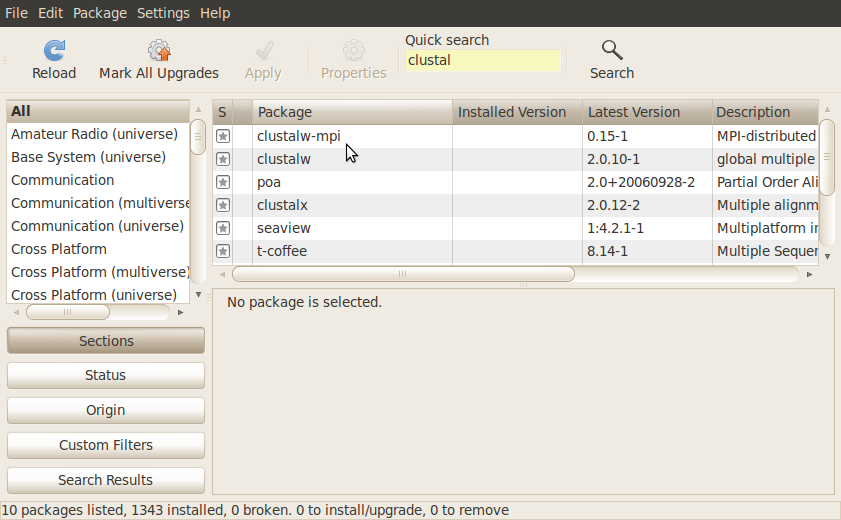 File Edit Package Settings Help
Quick search
clustal
Reload Mark All Upgrades Apply Properties Search
All
Amateur Radio (universe)
Base System (universe)
Communication
Communication (multiverse
Communication (universe)
Cross Platform
Cross Platform (multiverse)
Cross Platform (universe)
Sections
Status
Origin
Custom Filters
Search Results
S Package Installed Version Latest Version Description
clustalw-mpi 0.15-1 MPI-distributed
clustalw 2.0.10-1 global multiple
poa 2.0+20060928-2 Partial Order Ali
clustalx 2.0.12-2 Multiple alignm
seaview 1:4.2.1-1 Multiplatform in
t-coffee 8.14-1 Multiple Sequer
No package is selected.
10 packages listed, 1343 installed, 0 broken. 0 to install/upgrade, 0 to remove